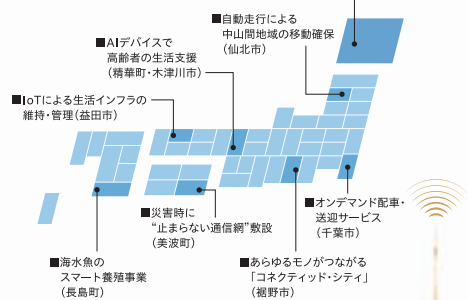 ■自動走行による
中山間地域の移動確保
（仙北市）
■AIデバイスで
高齢者の生活支援
（精華町・木津川市）
■IoTによる生活インフラの
維持・管理（益田市）
■オンデマンド配車・
送迎サービス
（千葉市）
■災害時に
“止まらない通信網”敷設
（美波町）
■海水魚の
スマート養殖事業
（長島町）
■あらゆるモノがつながる
「コネクティッド・シティ」
（裾野市）